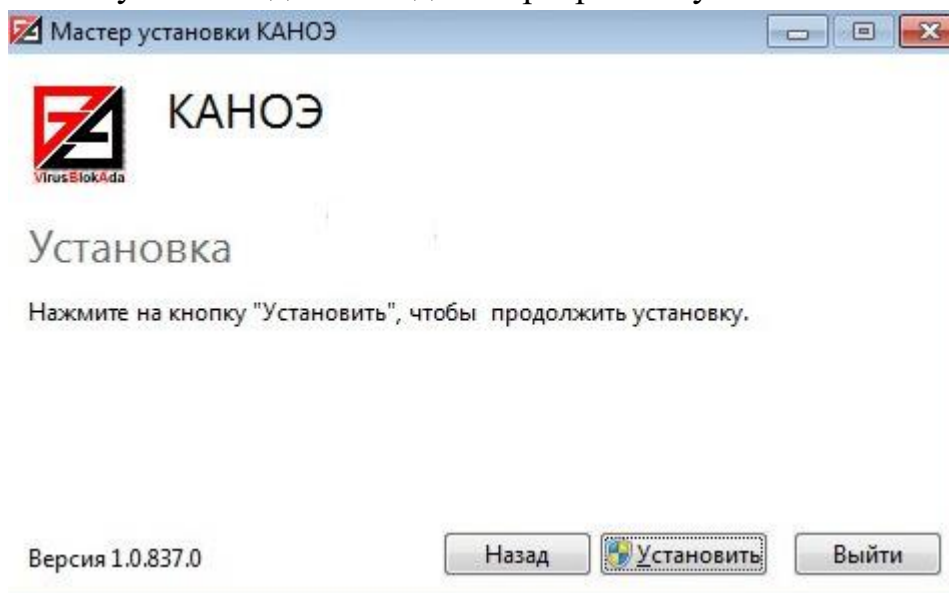 Мастер установки КАНОЭ
КАНОЭ
VirusBlokAda
Установка
Нажмите на кнопку "Установить", чтобы продолжить установку.
Версия 1.0.837.0
Назад
Установить
Выйти